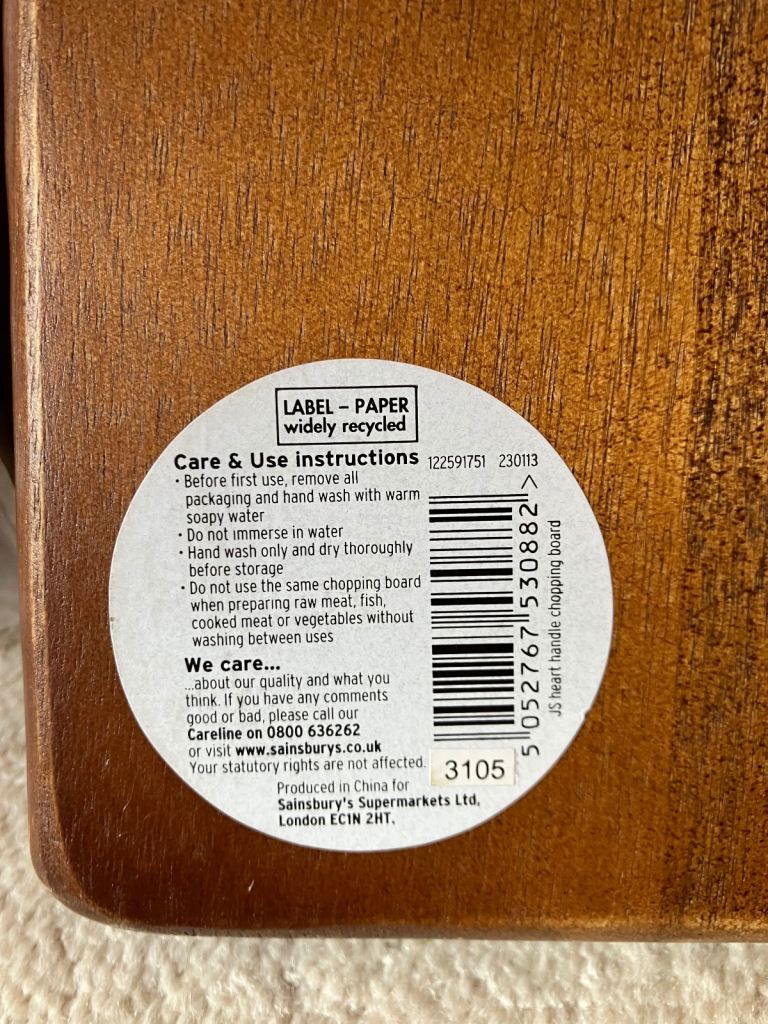 LABEL – PAPER
widely recycled
Care & Use instructions
122591751 230113
• Before first use, remove all
packaging and hand wash with warm
soapy water
• Do not immerse in water
• Hand wash only and dry thoroughly
before storage
• Do not use the same chopping board
when preparing raw meat, fish,
cooked meat or vegetables without
washing between uses
We care...
...about our quality and what you
think. If you have any comments
good or bad, please call our
Careline on 0800 636262
or visit www.sainsburys.co.uk
Your statutory rights are not affected.
Produced in China for
Sainsbury's Supermarkets Ltd,
London EC1N 2HT.
5 052767 530882 >
JS heart handle chopping board
3105